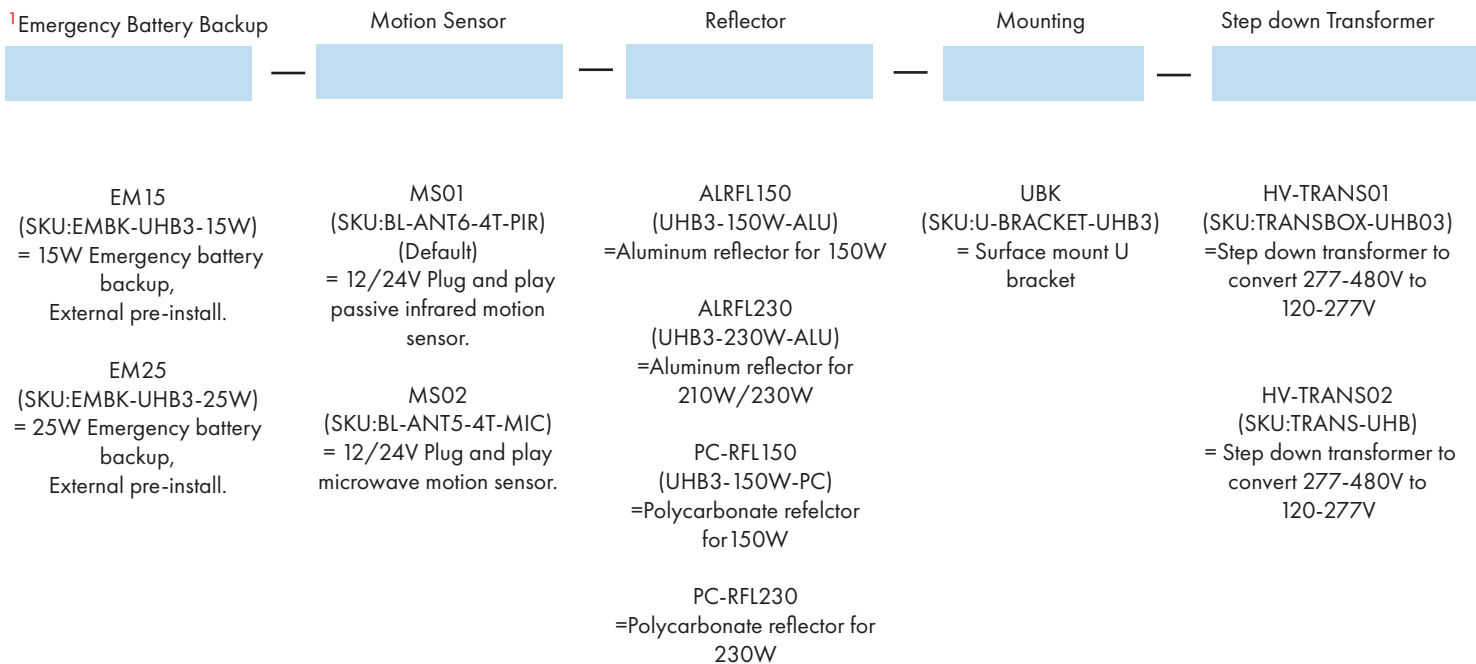 1Emergency Battery Backup
Motion Sensor
Reflector
Mounting
Step down Transformer
—
—
—
—
EM15
(SKU:EMBK-UHB3-15W)
= 15W Emergency battery
backup,
External pre-install.
EM25
(SKU:EMBK-UHB3-25W)
= 25W Emergency battery
backup,
External pre-install.
MS01
(SKU:BL-ANT6-4T-PIR)
(Default)
= 12/24V Plug and play
passive infrared motion
sensor.
MS02
(SKU:BL-ANT5-4T-MIC)
= 12/24V Plug and play
microwave motion sensor.
ALRFL150
(UHB3-150W-ALU)
=Aluminum reflector for 150W
ALRFL230
(UHB3-230W-ALU)
=Aluminum reflector for
210W/230W
PC-RFL150
(UHB3-150W-PC)
=Polycarbonate refelctor
for150W
PC-RFL230
=Polycarbonate reflector for
230W
UBK
(SKU:U-BRACKET-UHB3)
= Surface mount U
bracket
HV-TRANS01
(SKU:TRANSBOX-UHB03)
=Step down transformer to
convert 277-480V to
120-277V
HV-TRANS02
(SKU:TRANS-UHB)
= Step down transformer to
convert 277-480V to
120-277V